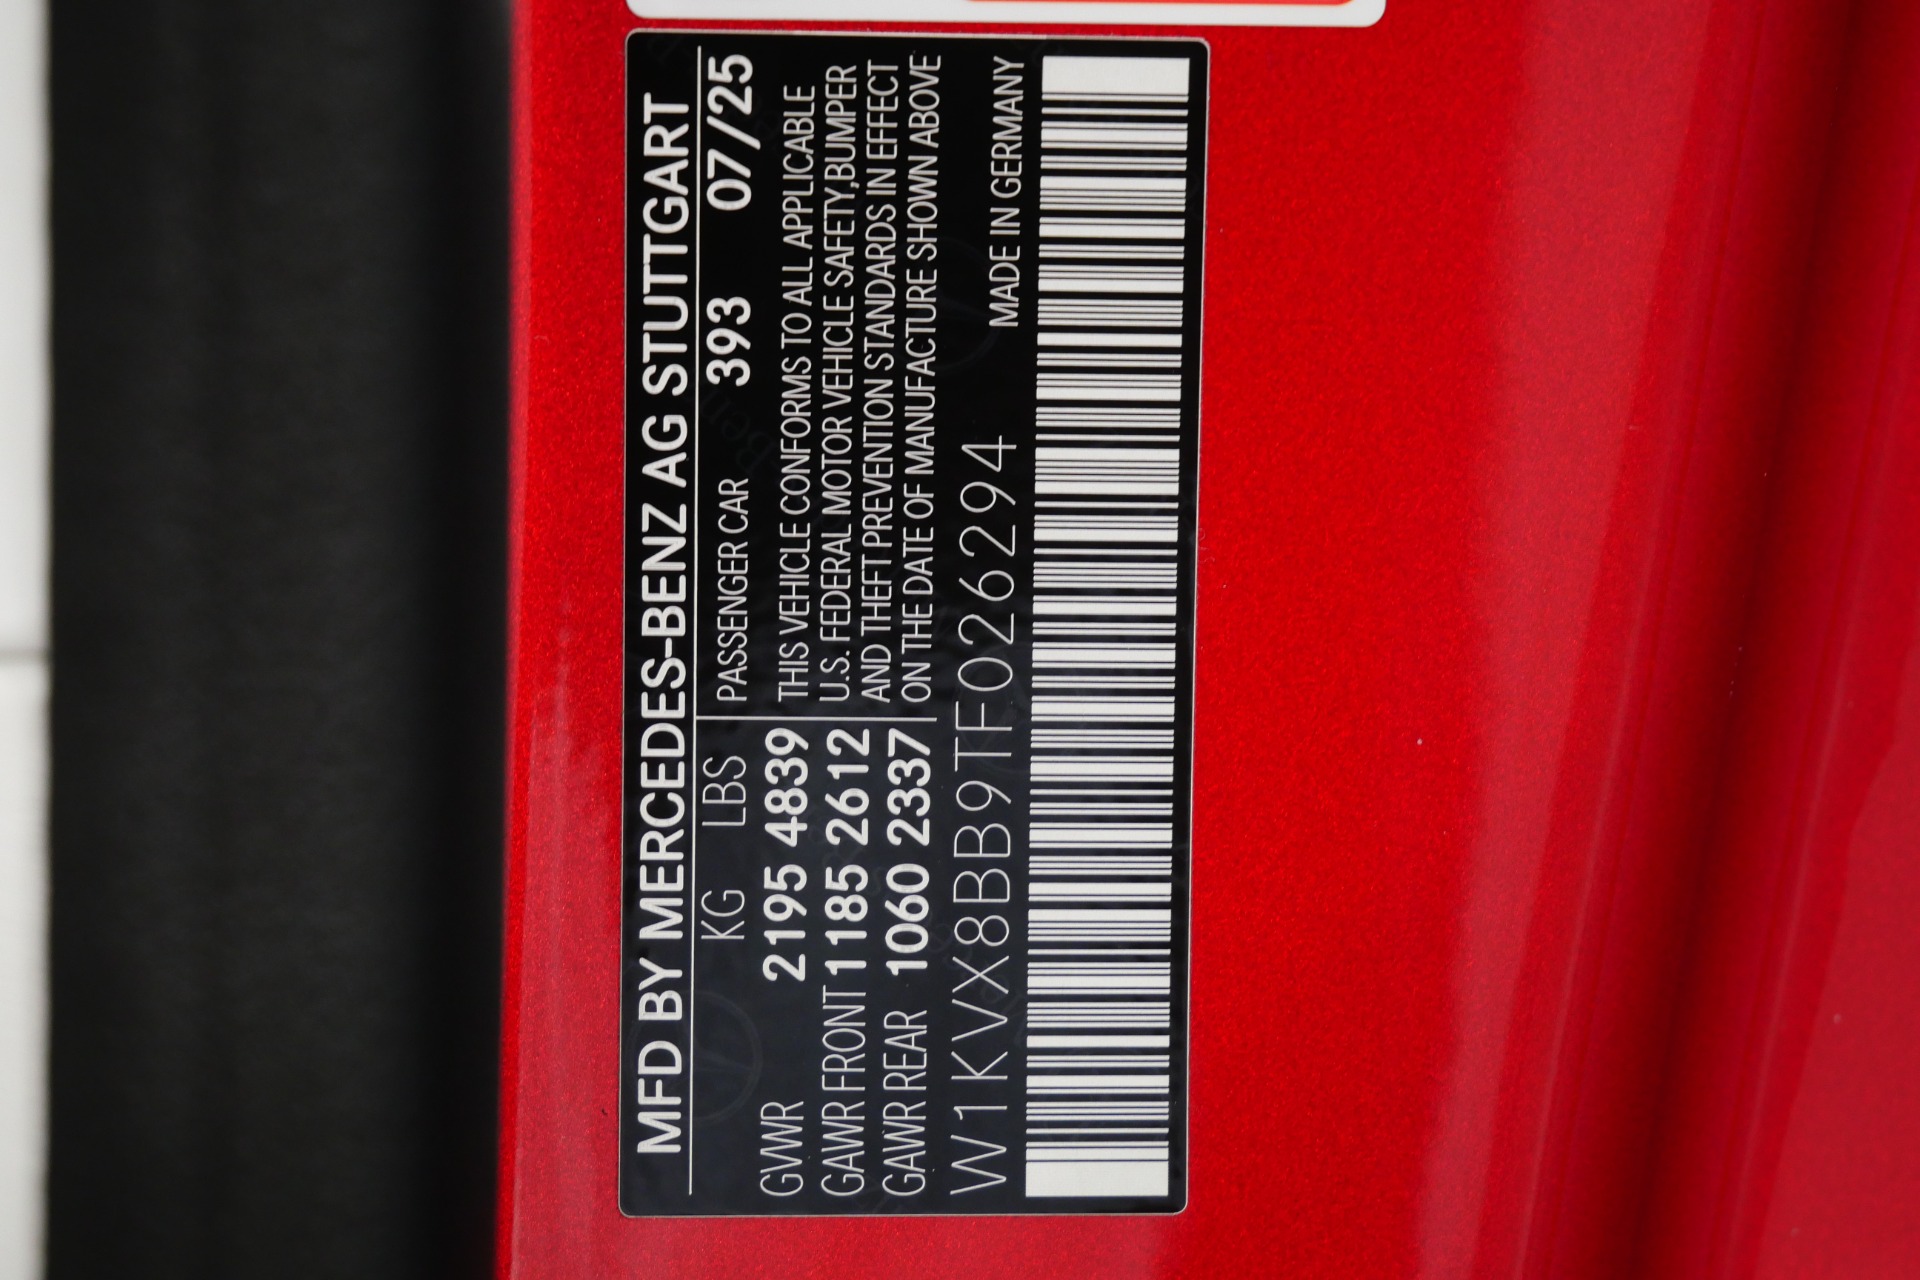 MFD BY MERCEDES-BENZ AG STUTTGART
KG LBS
GVWR 2195 4839
GAWR FRONT 1185 2612
GAWR REAR 1060 2337
PASSENGER CAR 393 07/25
THIS VEHICLE CONFORMS TO ALL APPLICABLE
U.S. FEDERAL MOTOR VEHICLE SAFETY,BUMPER
AND THEFT PREVENTION STANDARDS IN EFFECT
ON THE DATE OF MANUFACTURE SHOWN ABOVE
MADE IN GERMANY
W1KVX8BB9TF026294